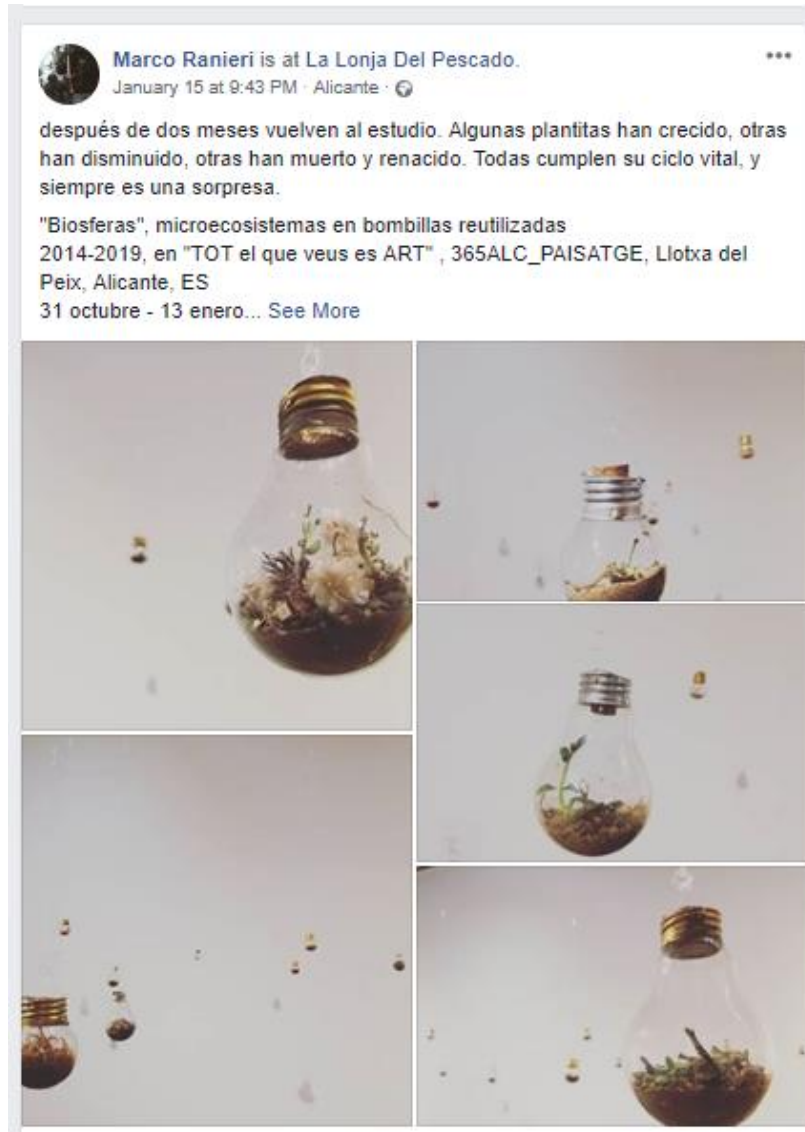 Marco Ranieri is at La Lonja Del Pescado.
January 15 at 9:43 PM · Alicante ·
después de dos meses vuelven al estudio. Algunas plantitas han crecido, otras
han disminuido, otras han muerto y renacido. Todas cumplen su ciclo vital, y
siempre es una sorpresa.
"Biosferas", microecosistemas en bombillas reutilizadas
2014-2019, en "TOT el que veus es ART" , 365ALC_PAISATGE, Llotxa del
Peix, Alicante, ES
31 octubre - 13 enero... See More